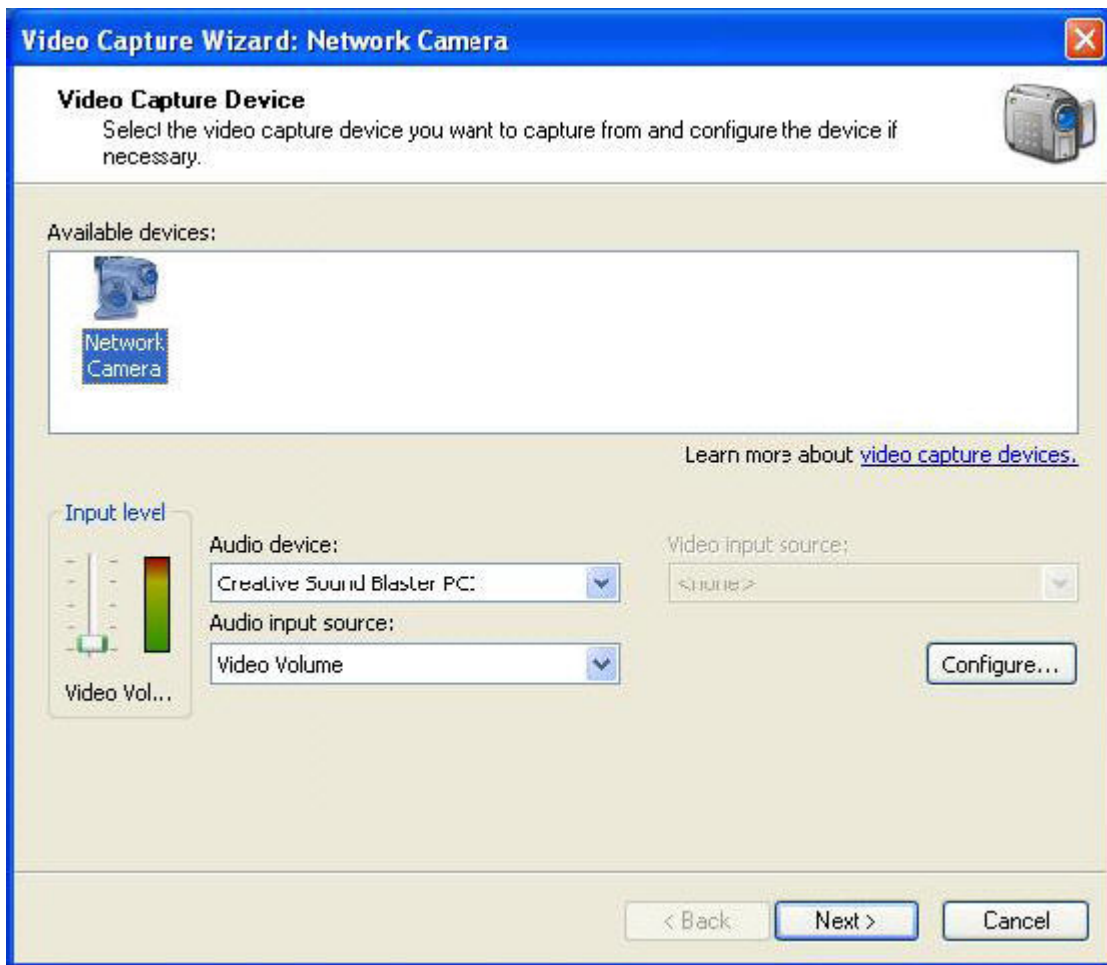 Video Capture Wizard: Network Camera
Video Capture Device
Select the video capture device you want to capture from and configure the device if
necessary.
Available devices:
Network
Camera
Learn more about video capture devices.
Input level
Audio device:
Video input source:
Creative Sound Blaster PCI
<none>
Audio input source:
Video Volume
Configure...
Video Vol...
< Back
Next >
Cancel